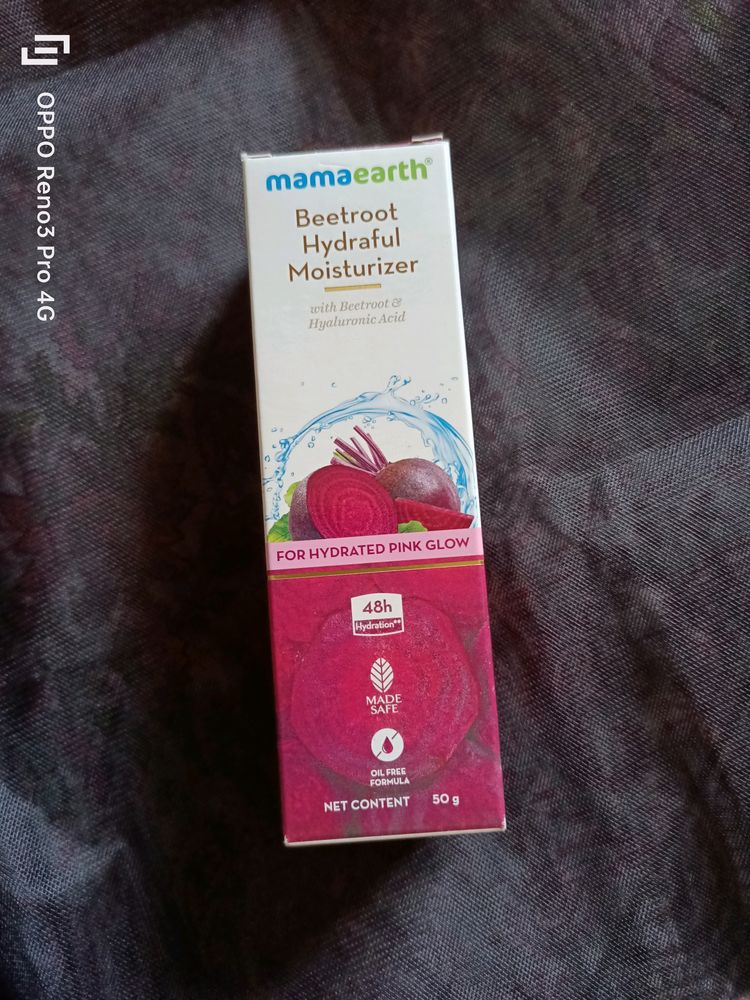 OPPO Reno3 Pro 4G
mamaearth®
Beetroot
Hydraful
Moisturizer
with Beetroot &
Hyaluronic Acid
FOR HYDRATED PINK GLOW
48h
Hydration**
MADE
SAFE
OIL FREE
FORMULA
NET CONTENT 50 g